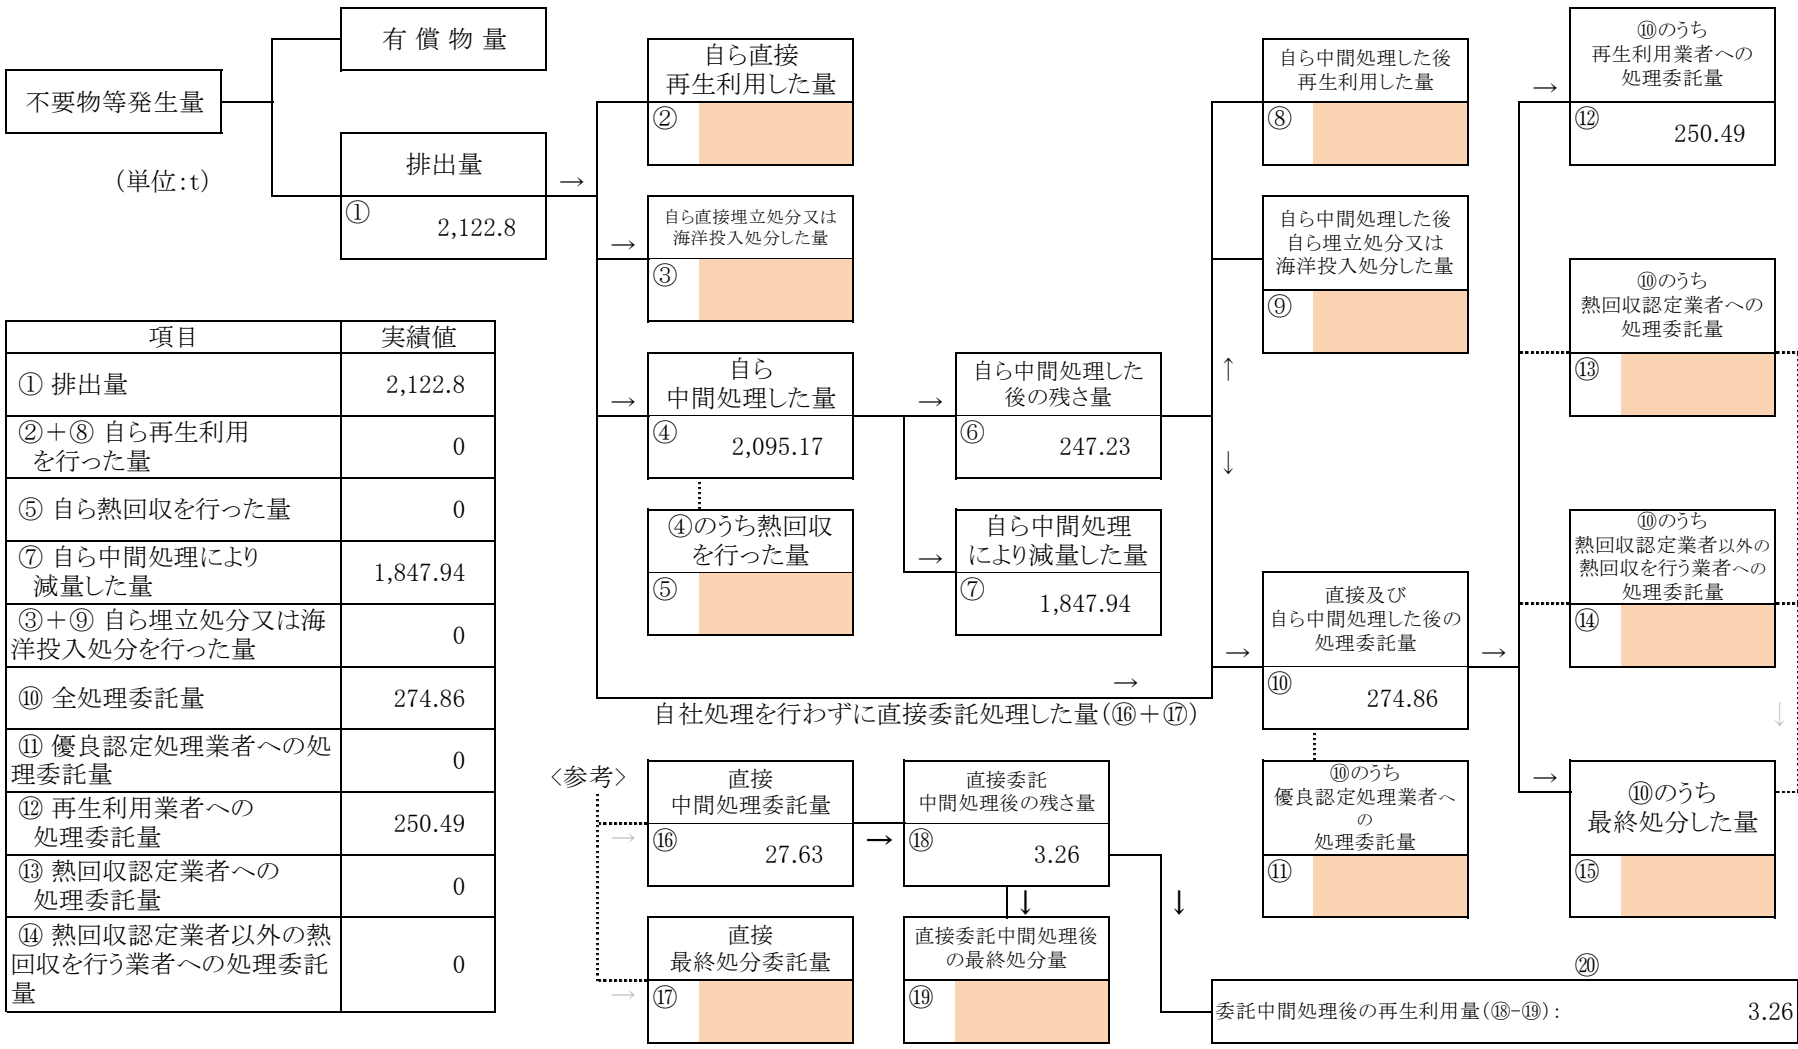 有 償 物 量
不要物等発生量
(単位:t)
排出量
→
①
2,122.8
自ら直接
再生利用した量
②
自ら直接埋立処分又は
海洋投入処分した量
→
③
自ら
中間処理した量
→
④
2,095.17
④のうち熱回収
を行った量
⑤
自ら中間処理した
後の残さ量
→
⑥
247.23
自ら中間処理
により減量した量
→
⑦
1,847.94
自ら中間処理した後
再生利用した量
⑧
自ら中間処理した後
自ら埋立処分又は
海洋投入処分した量
⑨
↑
↓
直接及び
自ら中間処理した後の
処理委託量
→
→
⑩
274.86
→
自社処理を行わずに直接委託処理した量(⑯+⑰)
⑩のうち
優良認定処理業者へ
の
処理委託量
⑪
⑩のうち
再生利用業者への
処理委託量
→
⑫
250.49
⑩のうち
熱回収認定業者への
処理委託量
⑬
⑩のうち
熱回収認定業者以外の
熱回収を行う業者への
処理委託量
⑭
↓
→
⑩のうち
最終処分した量
⑮
項目 実績値
① 排出量 2,122.8
②+⑧ 自ら再生利用
を行った量 0
⑤ 自ら熱回収を行った量 0
⑦ 自ら中間処理により
減量した量 1,847.94
③+⑨ 自ら埋立処分又は海
洋投入処分を行った量 0
⑩ 全処理委託量 274.86
⑪ 優良認定処理業者への処
理委託量 0
⑫ 再生利用業者への
処理委託量 250.49
⑬ 熱回収認定業者への
処理委託量 0
⑭ 熱回収認定業者以外の熱
回収を行う業者への処理委託
量 0
<参考>
直接
中間処理委託量
→
⑯
27.63
→
直接委託
中間処理後の残さ量
⑱
3.26
↓
↓
直接
最終処分委託量
→
⑰
直接委託中間処理後
の最終処分量
⑲
⑳
委託中間処理後の再生利用量(⑱-⑲): 3.26